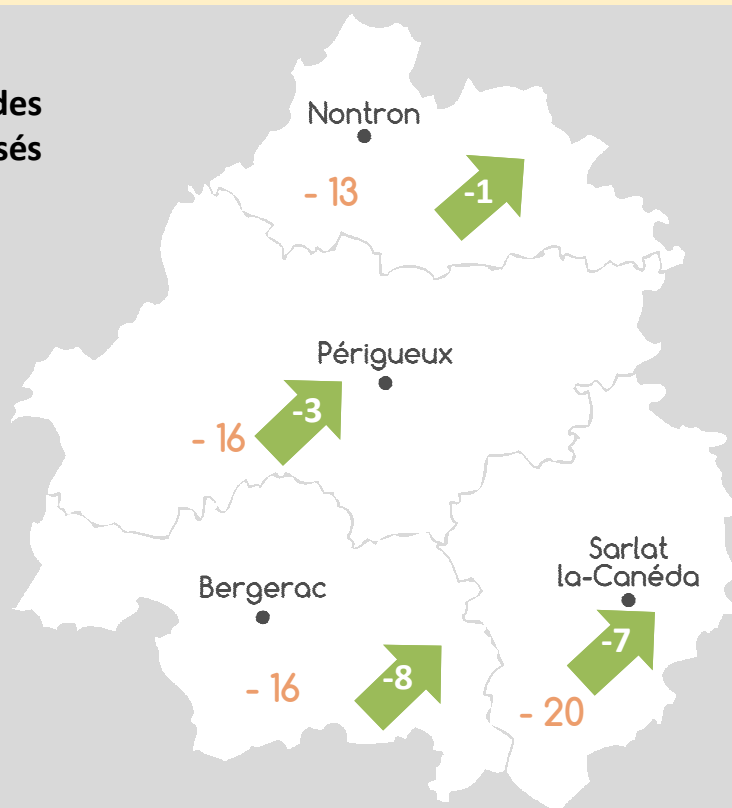 des
sés
Nontron
- 13
-1
Périgueux
-3
- 16
Sarlat
la-Canéda
Bergerac
-7
-8
- 16
- 20